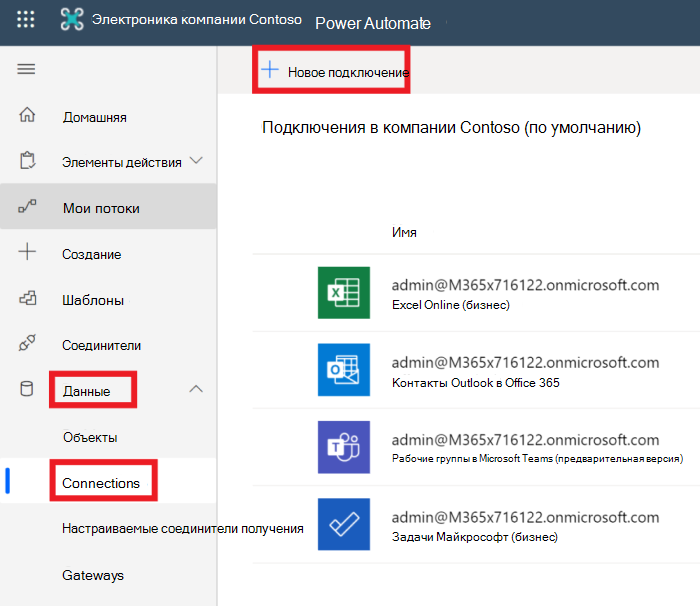 Электроника компании Contoso Power Automate
Новое подключение
Домашняя
Элементы действия
Мои потоки
Создание
Шаблоны
Соединители
Данные
Объекты
Connections
Настраиваемые соединители получения
Gateways
Подключения в компании Contoso (по умолчанию)
Имя
admin@M365x716122.onmicrosoft.com
Excel Online (бизнес)
admin@M365x716122.onmicrosoft.com
Контакты Outlook в Office 365
admin@M365x716122.onmicrosoft.com
Рабочие группы в Microsoft Teams (предварительная версия)
admin@M365x716122.onmicrosoft.com
Задачи Майкрософт (бизнес)